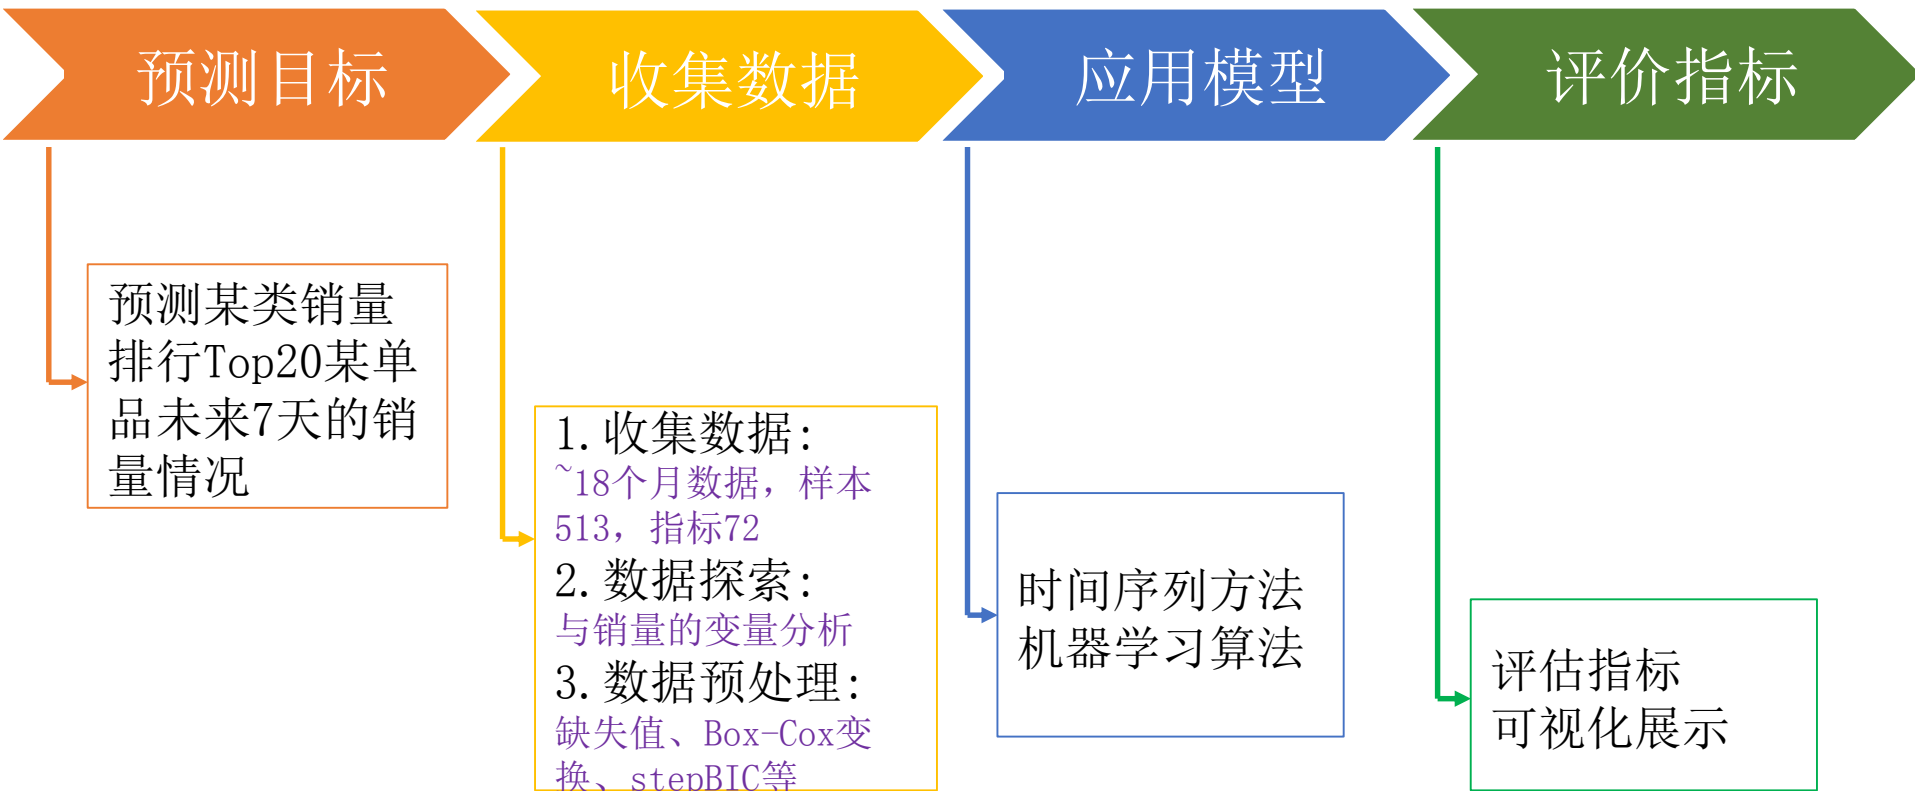 预测目标
收集数据
应用模型
评价指标
预测某类销量
排行Top20某单
品未来7天的销
量情况
1.收集数据:
~18个月数据，样本
513，指标72
2.数据探索:
与销量的变量分析
3.数据预处理:
缺失值、Box-Cox变
换、stepBIC等
时间序列方法
机器学习算法
评估指标
可视化展示